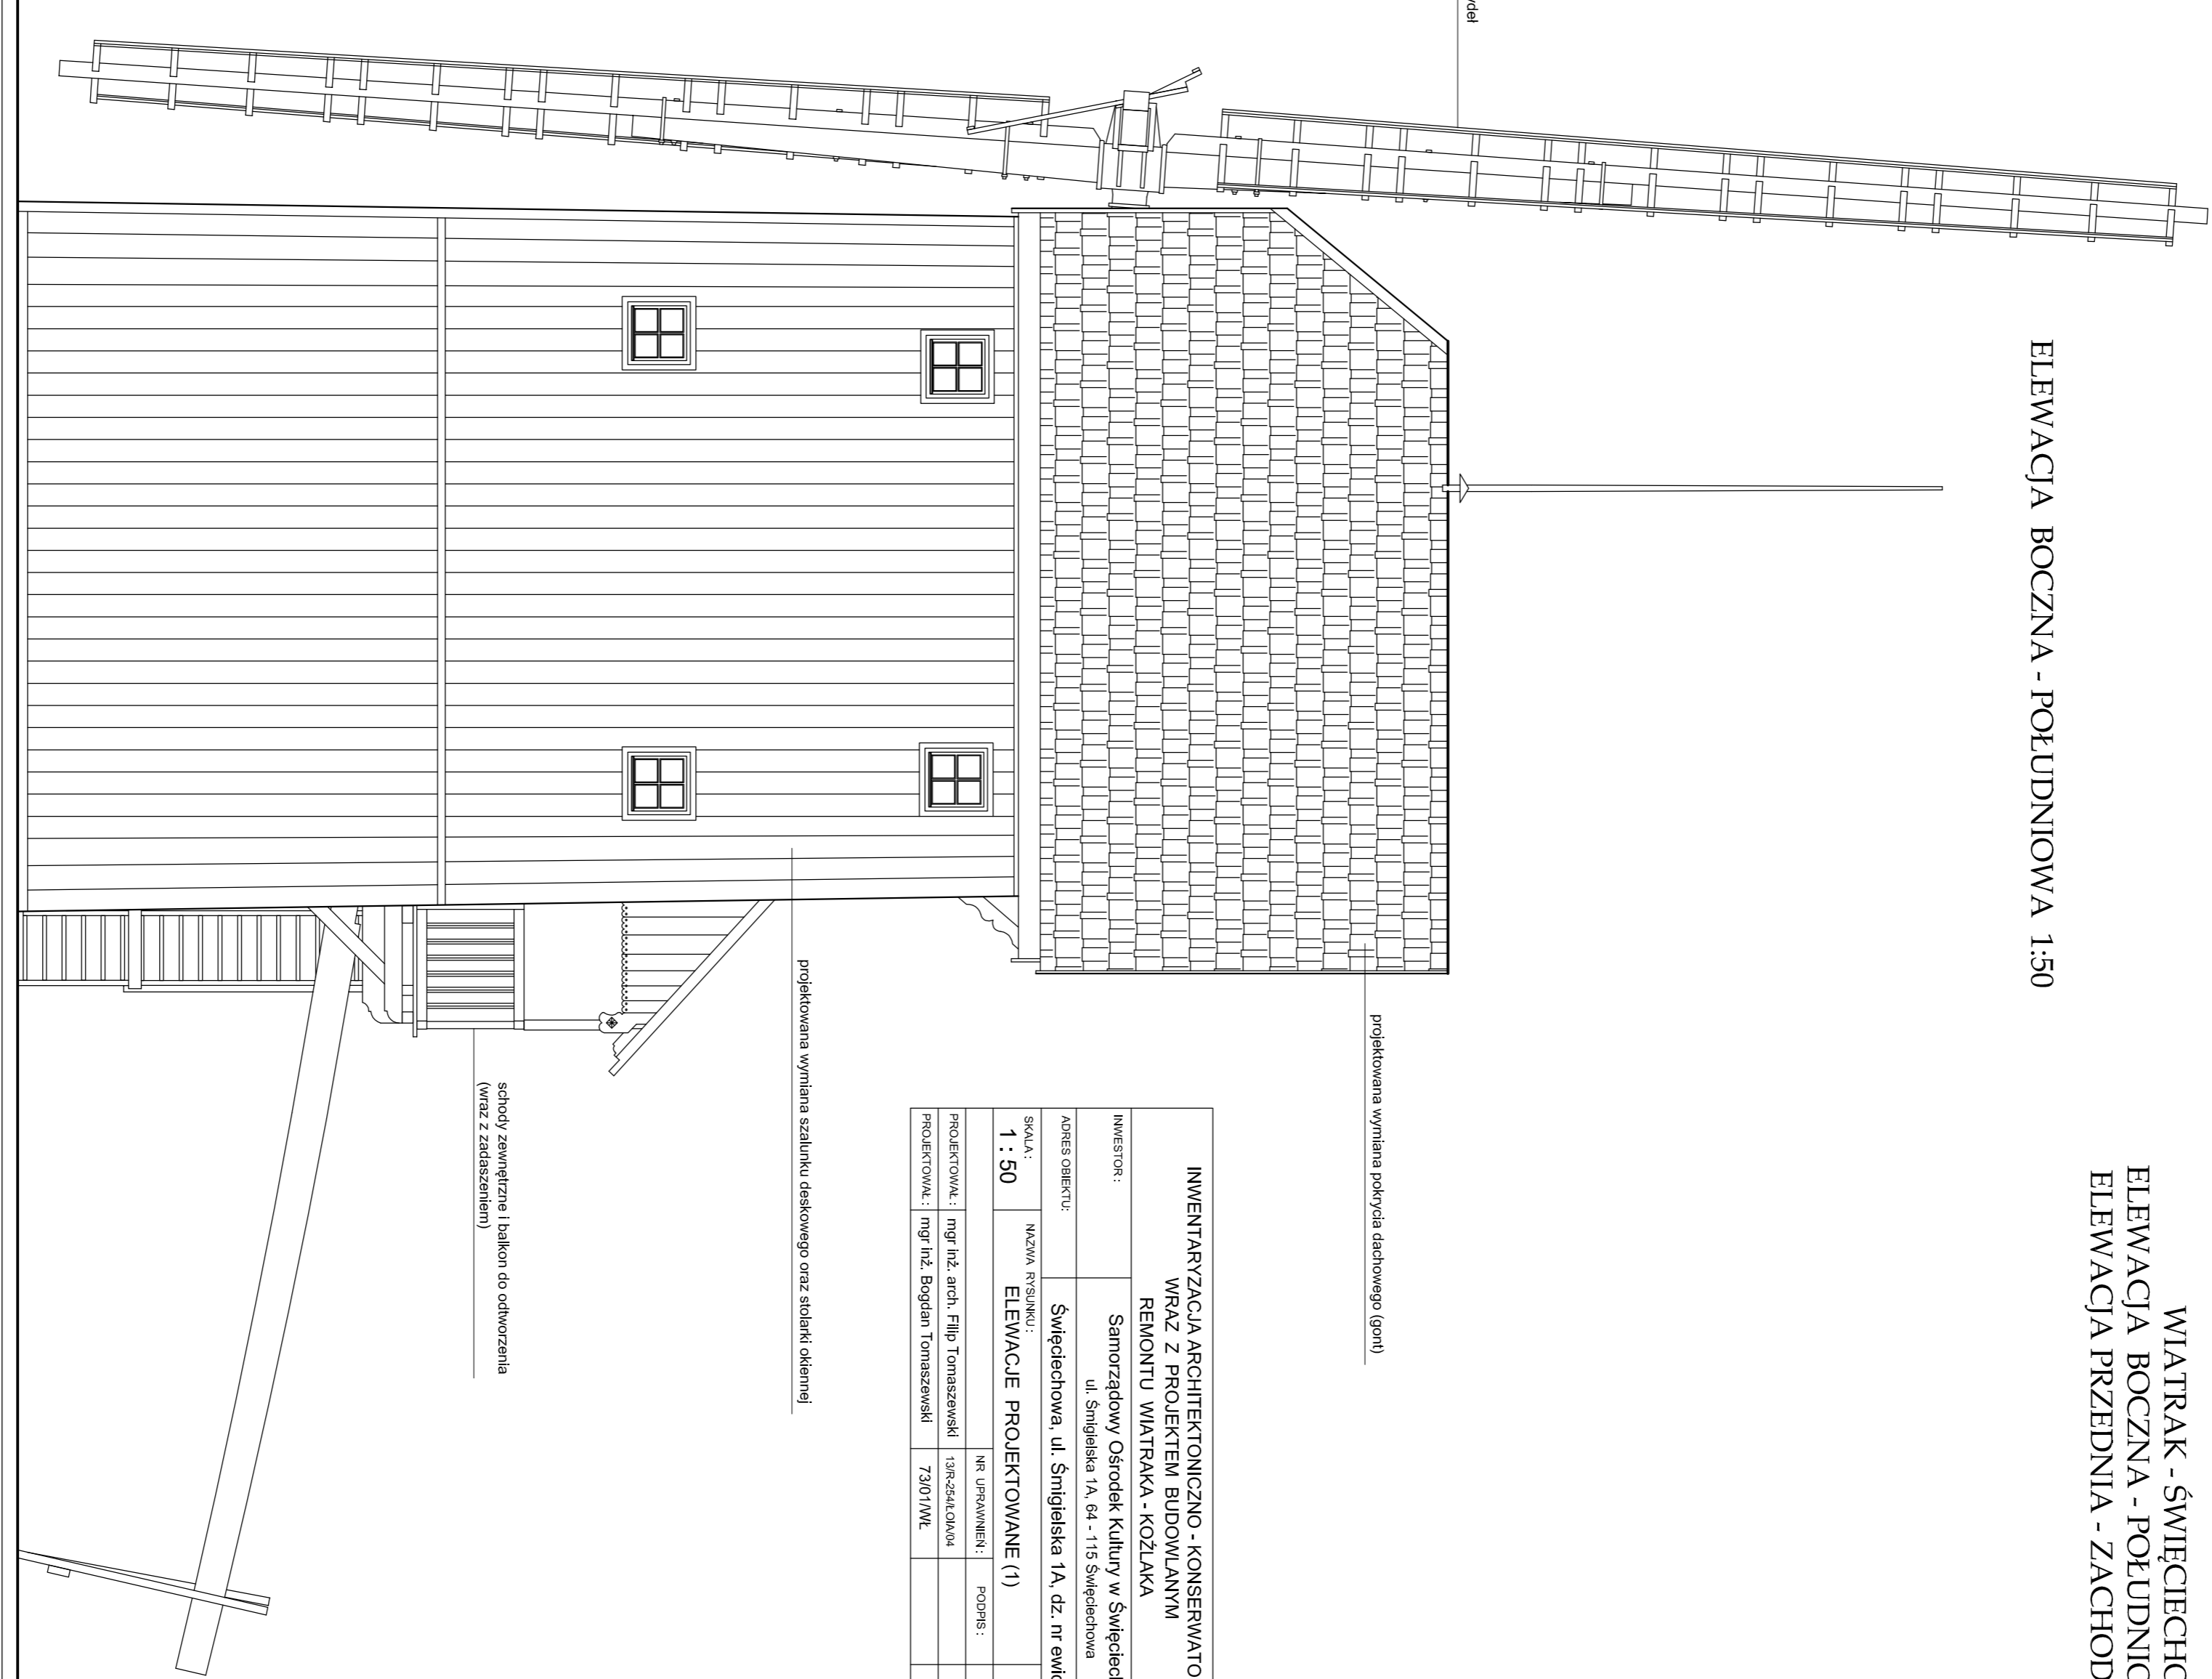 WIATRAK - ŚWIĘCIECHO
ELEWACJA BOCZNA - POŁUDNIO
ELEWACJA PRZEDNIA - ZACHOD
ELEWACJA BOCZNA - POŁUDNIOWA 1:50
projektowana wymiana pokrycia dachowego (gont)
projektowana wymiana szalunku deskowego oraz stolarki okiennej
schody zewnętrzne i balkon do odtworzenia
(wraz z zadaszeniem)
INWENTARYZACJA ARCHITEKTONICZNO - KONSERWATO
WRAZ Z PROJEKTEM BUDOWLANYM
REMONTU WIATRAKA - KOŹLAKA
INWESTOR :
Samorządowy Ośrodek Kultury w Święciech
ul. Śmigielska 1A, 64 - 115 Święciechowa
ADRES OBIEKTU:
Święciechowa, ul. Śmigielska 1A, dz. nr ewid
SKALA :
1 : 50
NAZWA RYSUNKU :
ELEWACJE PROJEKTOWANE (1)
NR UPRAWNIEŃ :
PODPIS :
PROJEKTOWAŁ : mgr inż. arch. Filip Tomaszewski 13/R-254/ŁOIA/04
PROJEKTOWAŁ : mgr inż. Bogdan Tomaszewski 73/01/WŁ